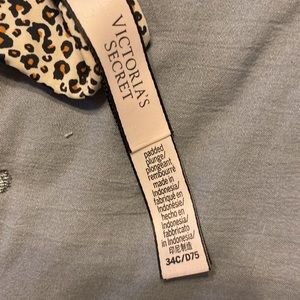 VICTORIA'S
SECRET
padded
plunge/
plongeant
rembourré
made in
Indonesia/
fabriqué en
Indonésie/
hecho en
Indonesia/
fabbricato
in Indonesia/
印尼制造
34C/D75